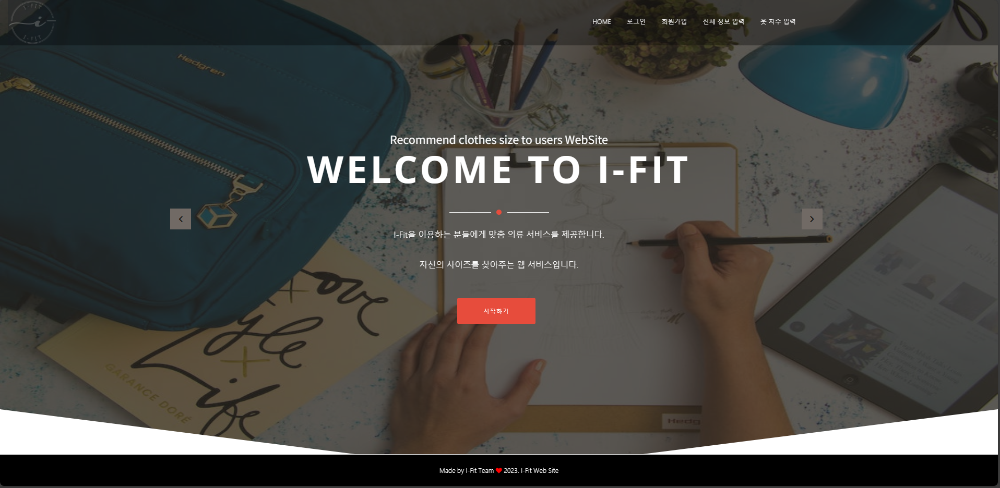 I-FIT
i
I-FIT
HOME 로그인 회원가입 신체 정보 입력 옷 치수 입력
Hedgren
Recommend clothes size to users WebSite
WELCOME TO I-FIT
I-Fit을 이용하는 분들에게 맞춤 의류 서비스를 제공합니다.
자신의 사이즈를 찾아주는 웹 서비스입니다.
시작하기
Love
Style
Life
GARANCE DORÉ
Hedg
Made by I-Fit Team ❤ 2023. I-Fit Web Site